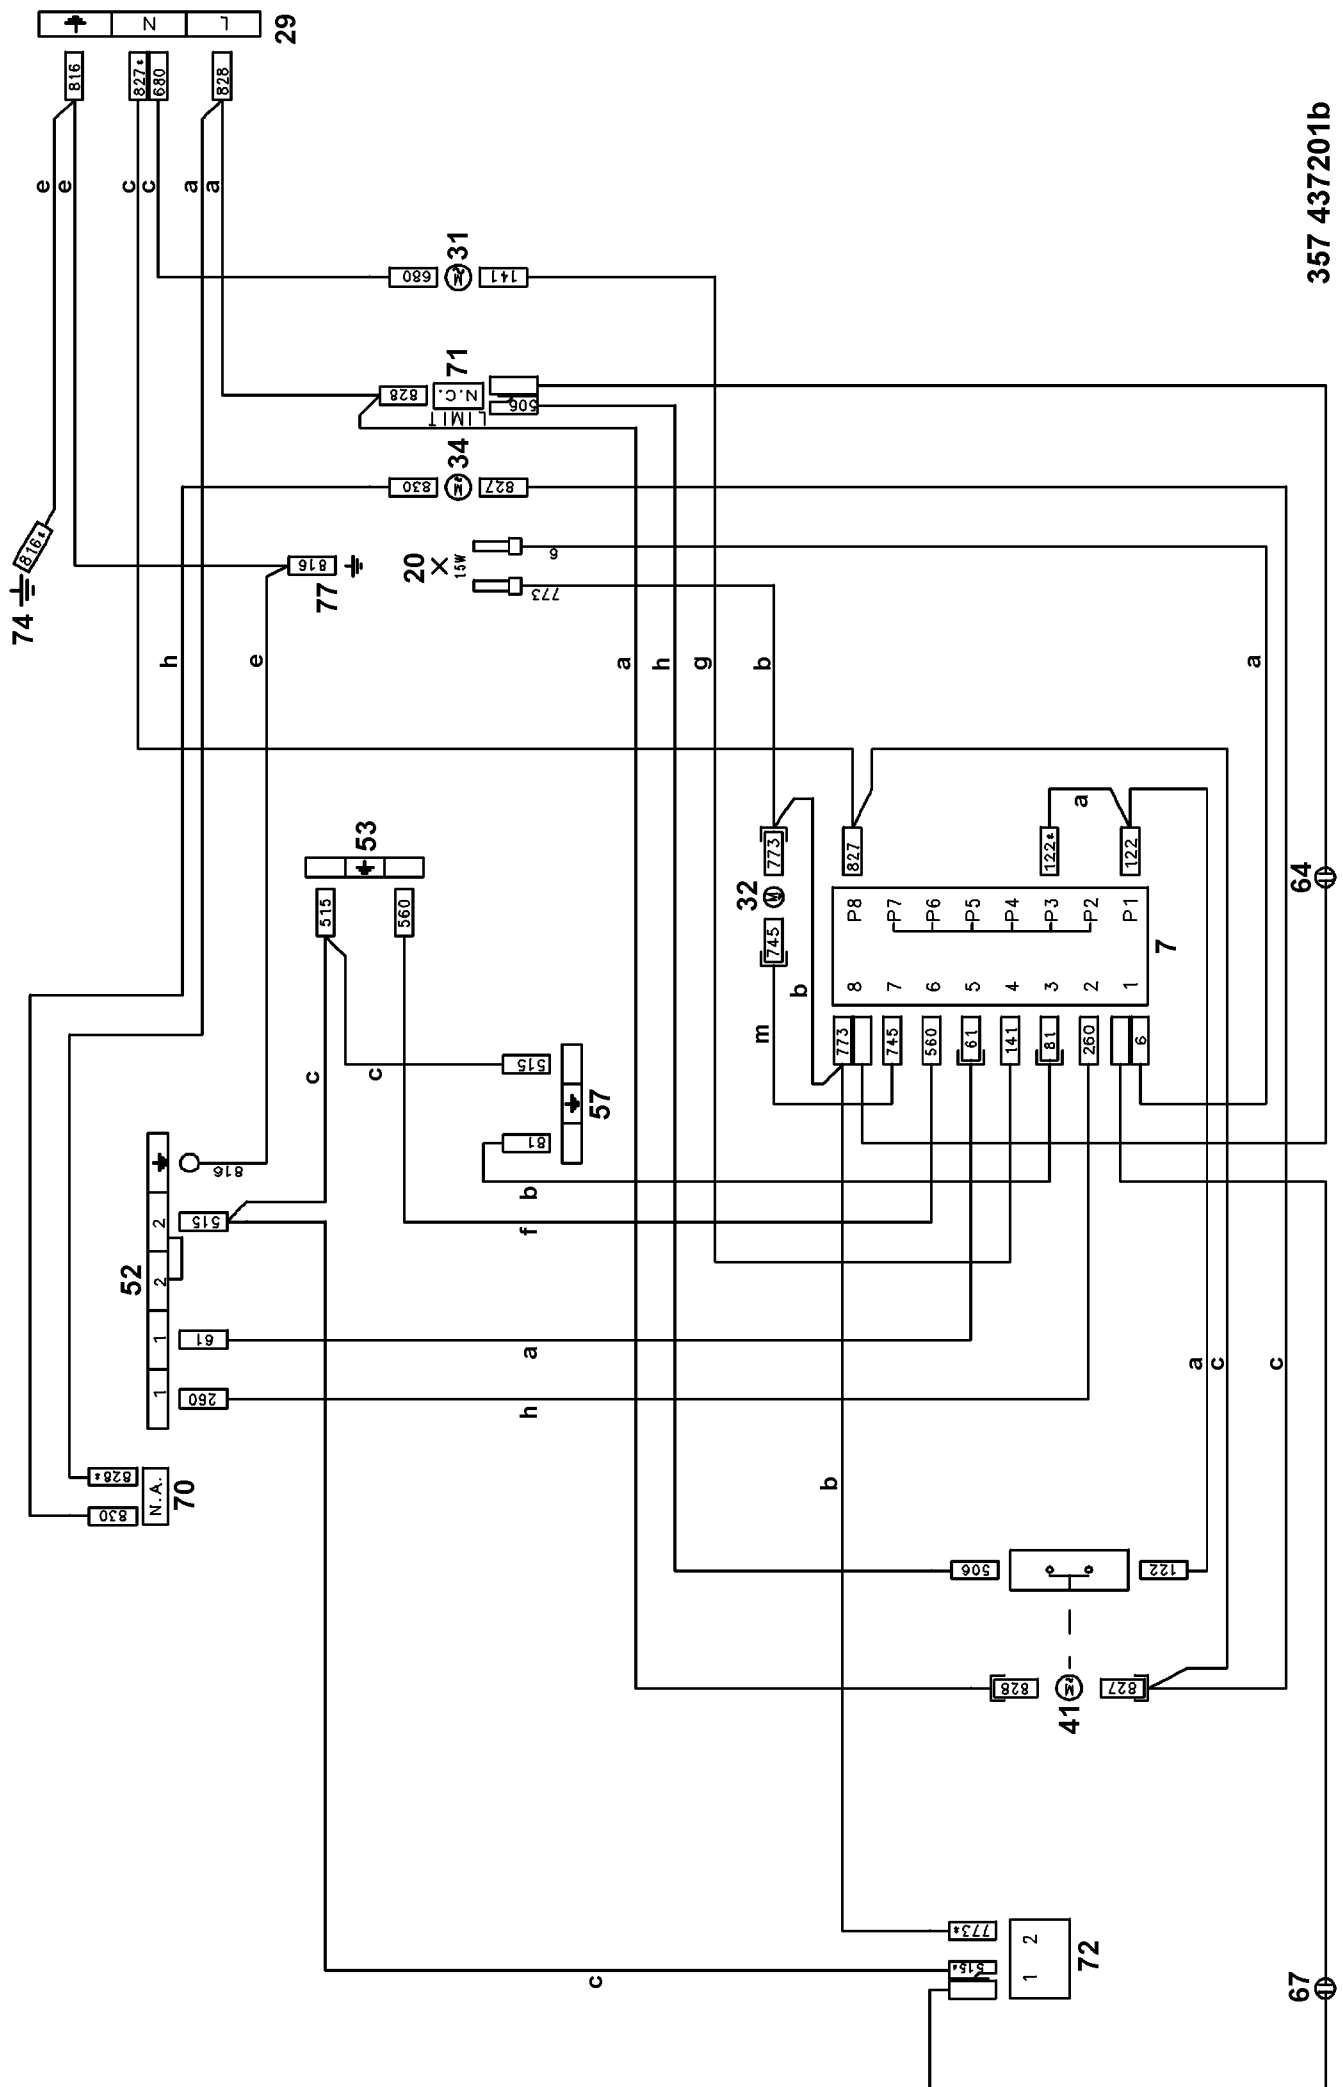 29
L
N
816
827*
680
828
e
e
c
c
a
a
357 437201b
680
M
31
141
828
N.C.
71
LIMIT
506
830
M
34
827
816*
74
816
77
20
15W
6
773
h
e
a
h
g
b
a
53
515
560
32
773
M
745
827
122*
122
a
64
P8
P7
P6
P5
P4
P3
P2
P1
8
7
6
5
4
3
2
1
7
773
745
560
61
141
81
260
6
b
m
c
c
515
57
81
816
b
f
52
2
2
1
1
515
61
260
a
h
a
c
c
828*
830
N.A.
70
b
506
122
828
M
827
41
773*
515*
1 2
72
c
67